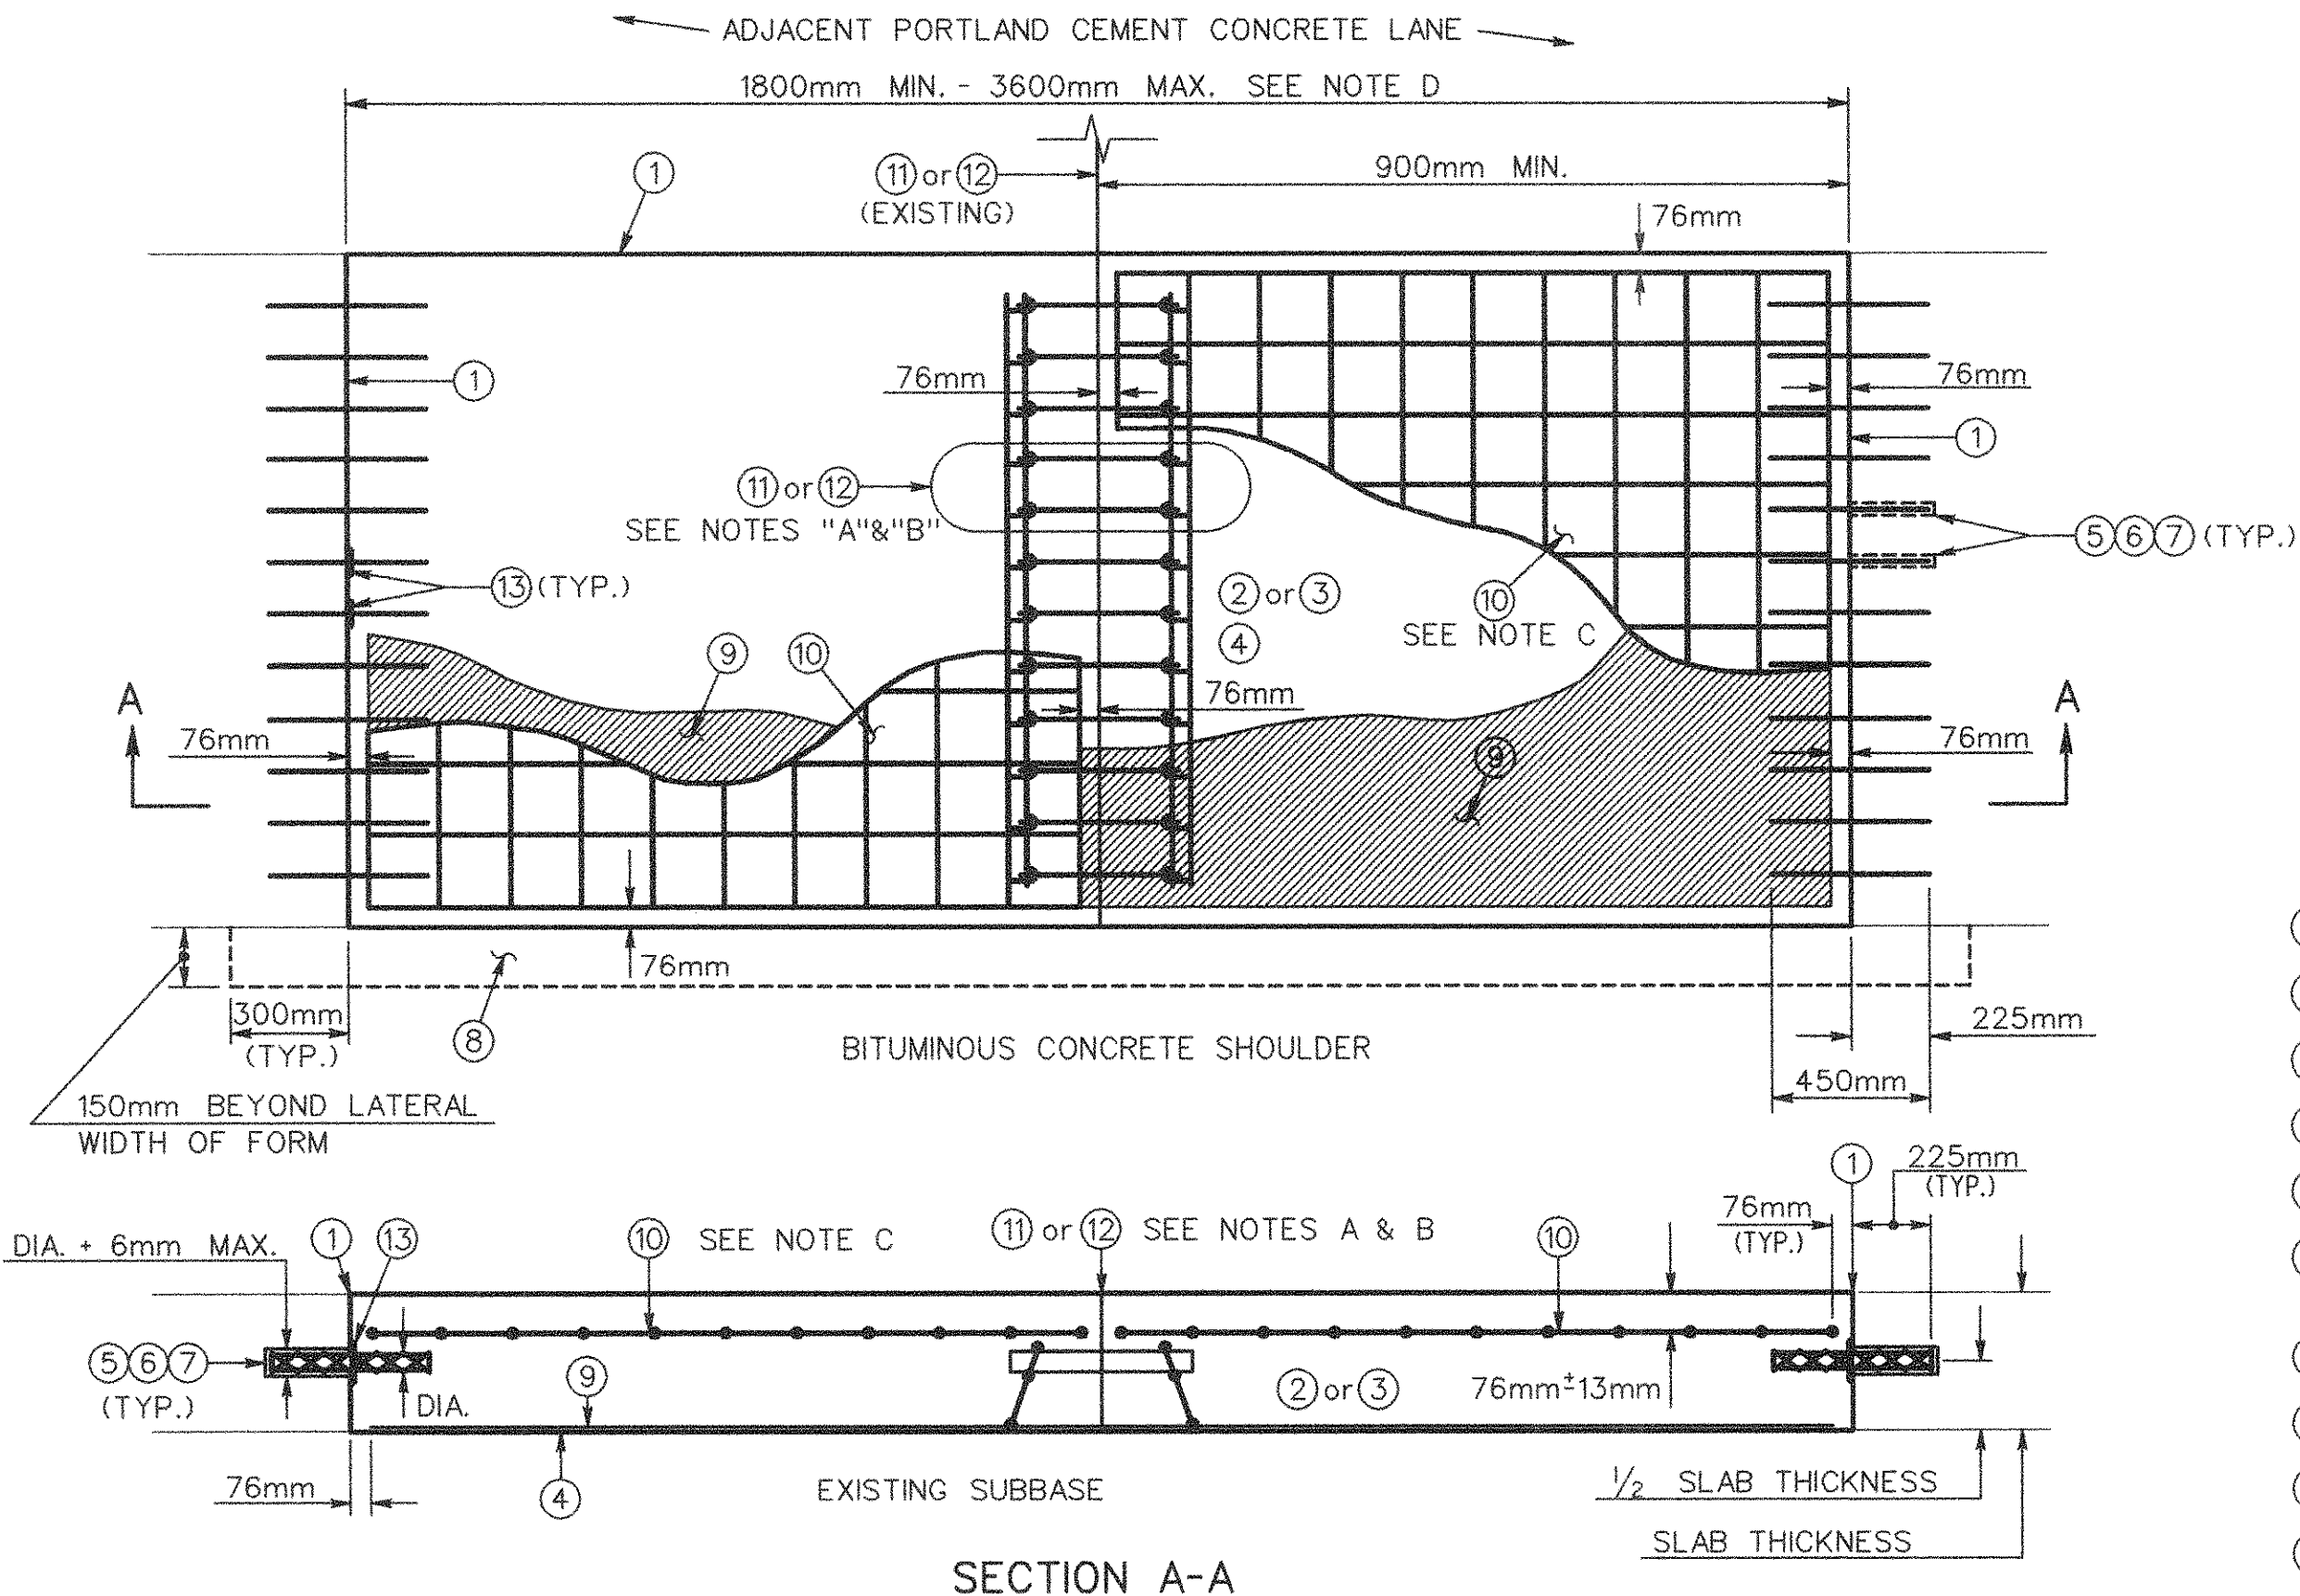 ADJACENT PORTLAND CEMENT CONCRETE LANE
1800mm MIN. - 3600mm MAX. SEE NOTE D
1
11 or 12
(EXISTING)
900mm MIN.
76mm
1
76mm
76mm
1
11 or 12
SEE NOTES "A"&"B"
5 6 7 (TYP.)
13 (TYP.)
2 or 3
4
10
SEE NOTE C
9
10
76mm
A
A
76mm
9
76mm
76mm
8
300mm
(TYP.)
BITUMINOUS CONCRETE SHOULDER
225mm
450mm
150mm BEYOND LATERAL
WIDTH OF FORM
1
225mm
(TYP.)
76mm
(TYP.)
DIA. + 6mm MAX.
1
13
10 SEE NOTE C
11 or 12 SEE NOTES A & B
10
5 6 7
(TYP.)
DIA.
9
2 or 3
76mm±13mm
76mm
4
EXISTING SUBBASE
1/2 SLAB THICKNESS
SLAB THICKNESS
SECTION A-A